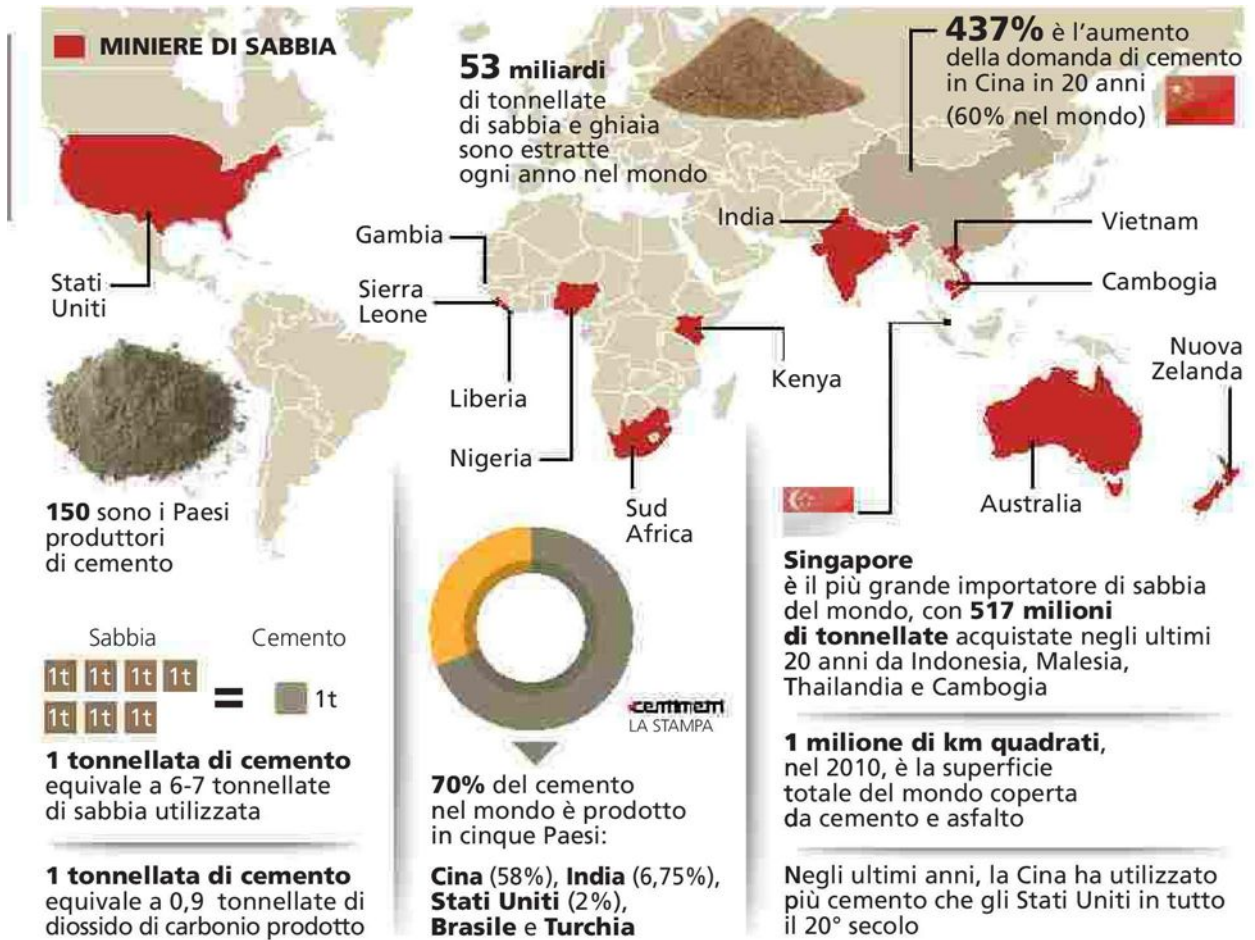 MINIERE DI SABBIA
53 miliardi
di tonnellate
di sabbia e ghiaia
sono estratte
ogni anno nel mondo
437% è l'aumento
della domanda di cemento
in Cina in 20 anni
(60% nel mondo)
Stati
Uniti
Gambia
Sierra
Leone
Liberia
Nigeria
Sud
Africa
Kenya
India
Vietnam
Cambogia
Nuova
Zelanda
Australia
150 sono i Paesi
produttori
di cemento
Sabbia
Cemento
1t 1t 1t 1t
1t 1t 1t
= 1t
1 tonnellata di cemento
equivale a 6-7 tonnellate
di sabbia utilizzata
1 tonnellata di cemento
equivale a 0,9 tonnellate di
diossido di carbonio prodotto
centimetri
LA STAMPA
70% del cemento
nel mondo è prodotto
in cinque Paesi:
Cina (58%), India (6,75%),
Stati Uniti (2%),
Brasile e Turchia
Singapore
è il più grande importatore di sabbia
del mondo, con 517 milioni
di tonnellate acquistate negli ultimi
20 anni da Indonesia, Malesia,
Thailandia e Cambogia
1 milione di km quadrati,
nel 2010, è la superficie
totale del mondo coperta
da cemento e asfalto
Negli ultimi anni, la Cina ha utilizzato
più cemento che gli Stati Uniti in tutto
il 20° secolo